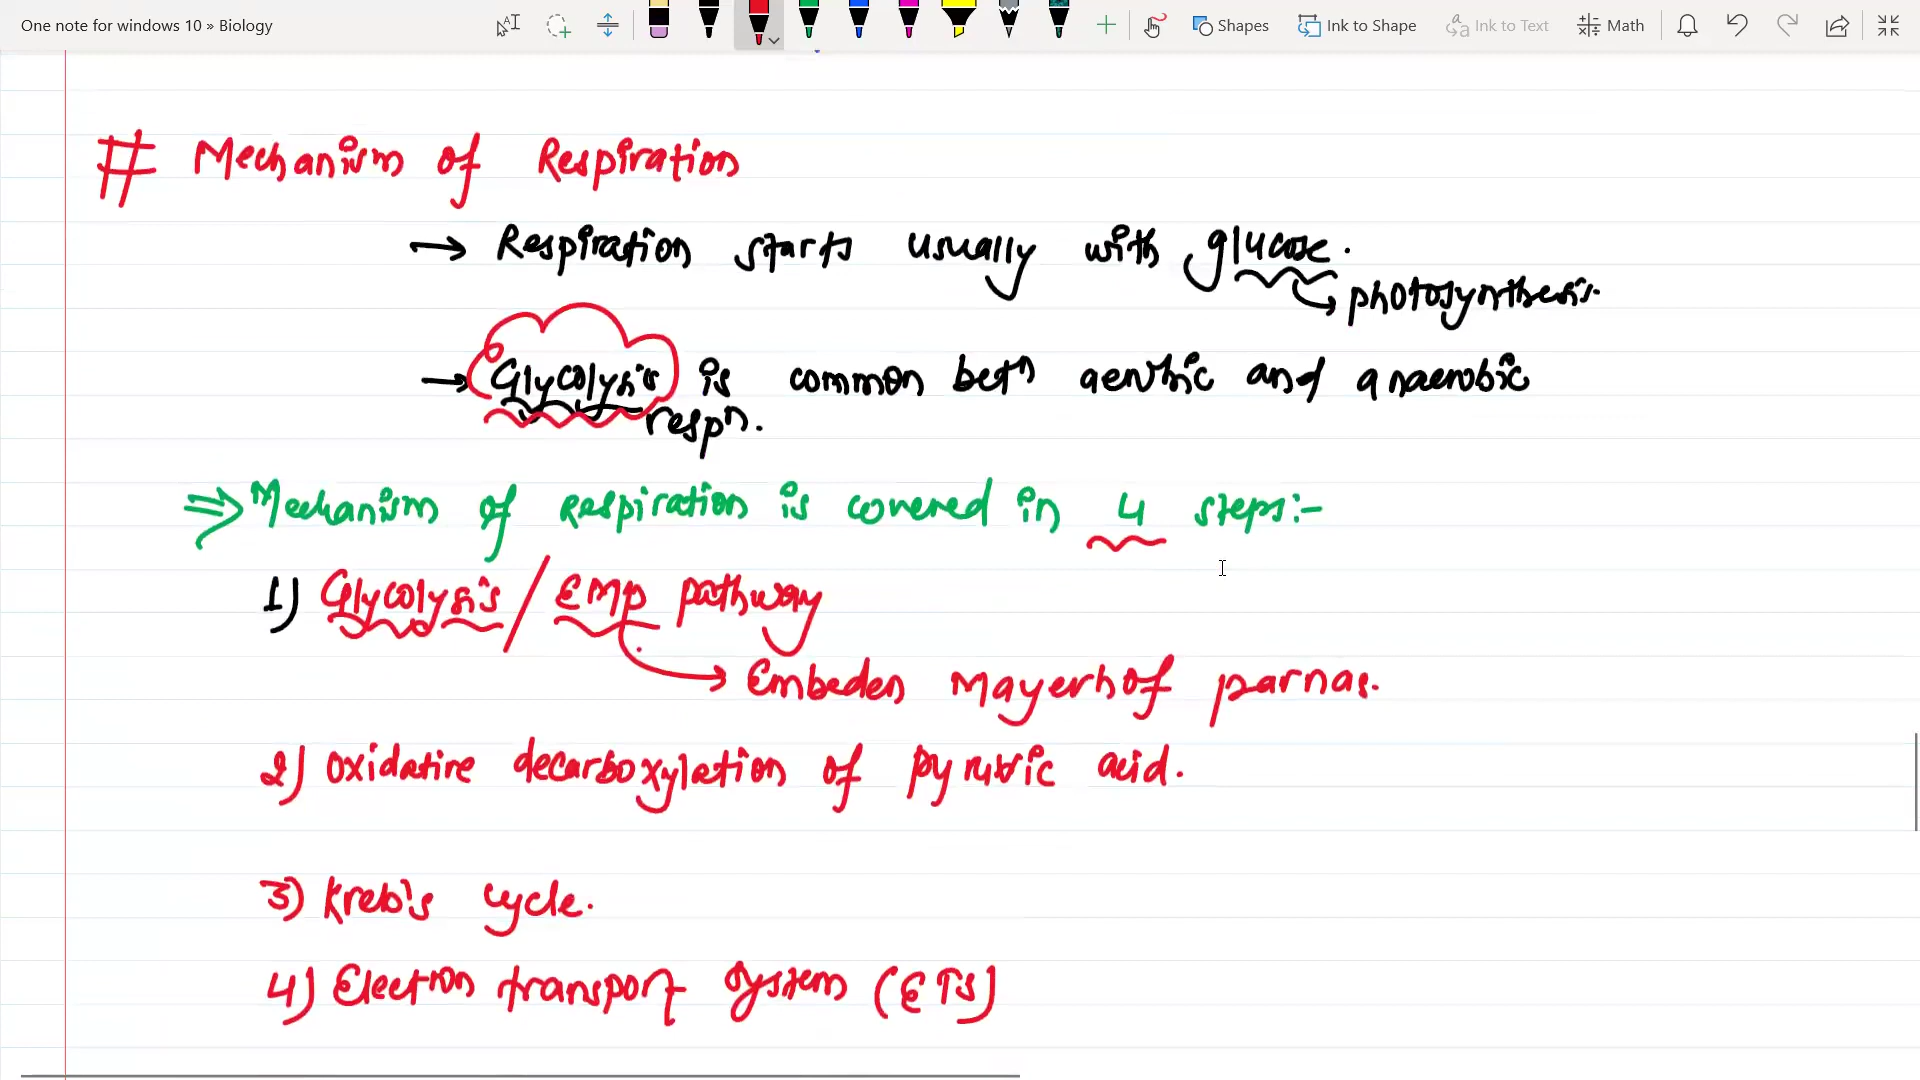 One note for windows 10 » Biology
Shapes
Ink to Shape
Ink to Text
Math
# Mechanism of Respiration
→ Respiration starts usually with glucose.
→ photosynthesis.
→ Glycolysis is common betn aerobic and anaerobic
respn.
⇒ Mechanism of Respiration is covered in 4 steps:-
1) Glycolysis / EMP pathway
→ Embeden Mayerhof parnas.
2) Oxidative decarboxylation of pyruvic acid.
3) Kreb's cycle.
4) Electron transport system (ETS)